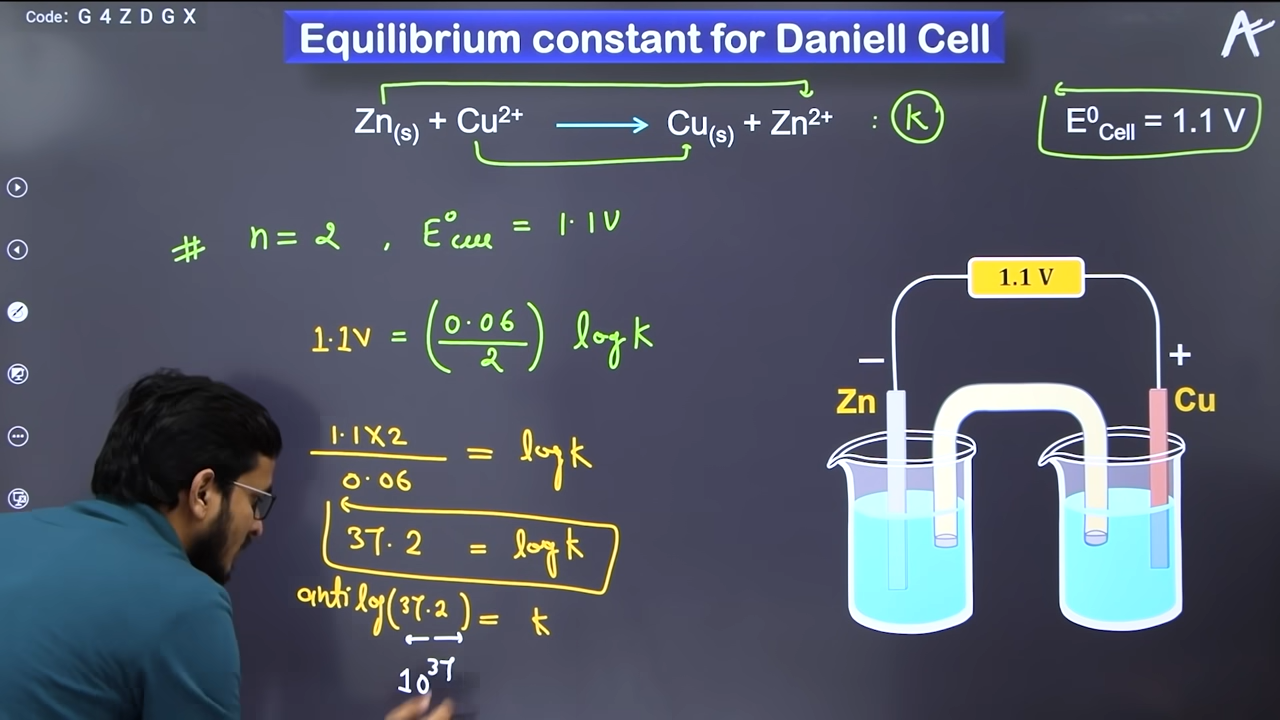 Code: G 4 Z D G X
Equilibrium constant for Daniell Cell
Zn(s) + Cu²⁺ ⟶ Cu(s) + Zn²⁺ : k
E⁰Cell = 1.1 V
# n = 2 , E°cell = 1.1V
1.1V = (0.06/2) log k
1.1×2/0.06 = log k
37.2 = log k
antilog(37.2) = k
10³⁷
1.1 V
− +
Zn Cu